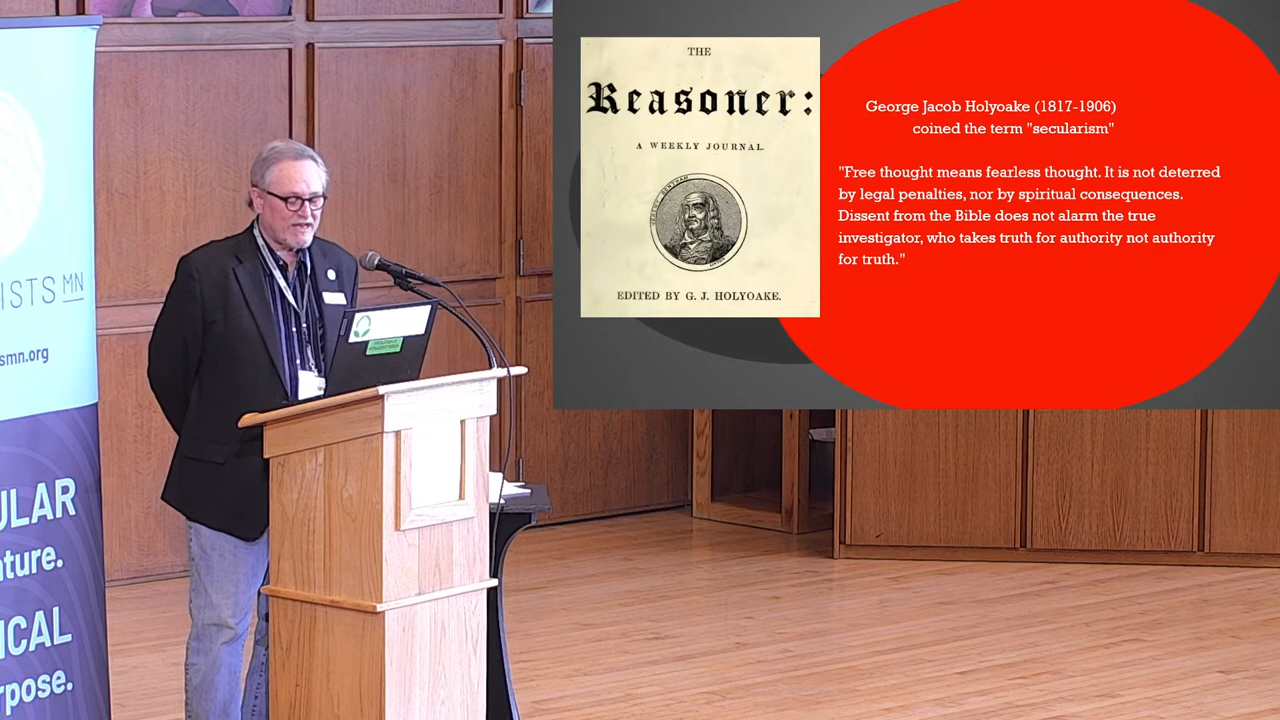 ISTS MN
smn.org
ULAR
ture.
ICAL
rpose.
THE
Reasoner:
A WEEKLY JOURNAL.
EDITED BY G. J. HOLYOAKE.
George Jacob Holyoake (1817-1906)
coined the term "secularism"
"Free thought means fearless thought. It is not deterred
by legal penalties, nor by spiritual consequences.
Dissent from the Bible does not alarm the true
investigator, who takes truth for authority not authority
for truth."